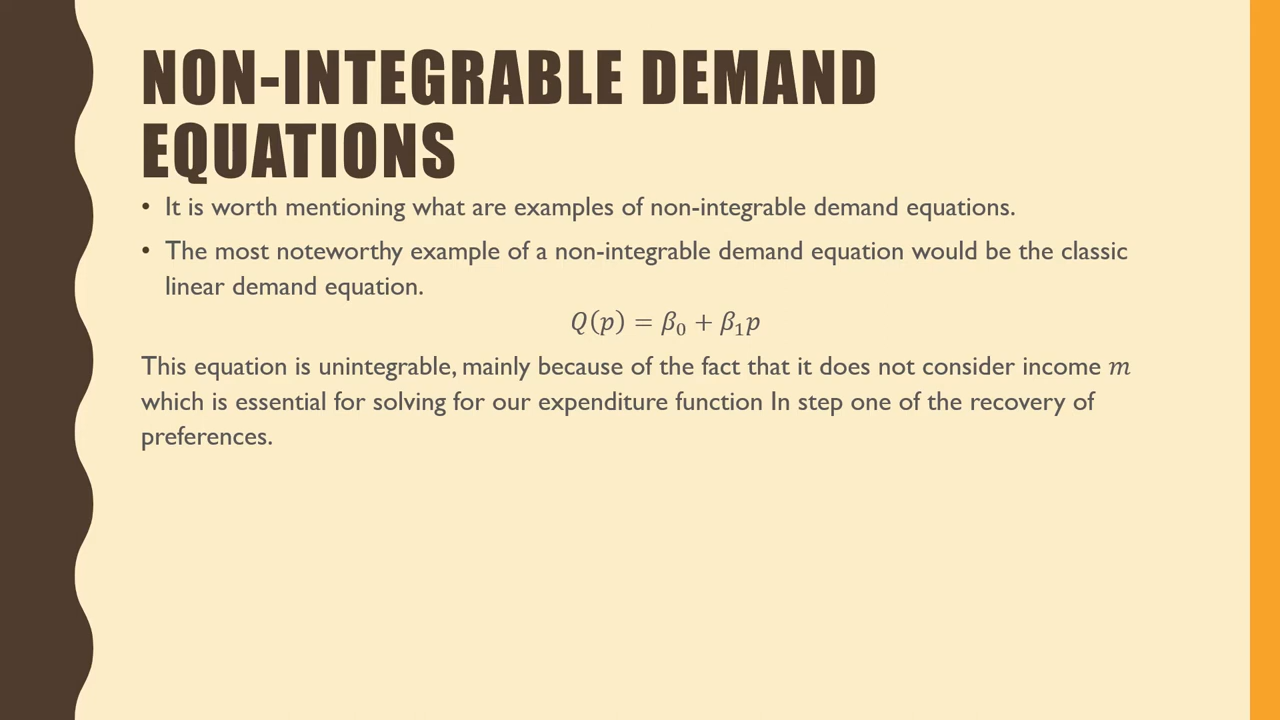 NON-INTEGRABLE DEMAND
EQUATIONS
• It is worth mentioning what are examples of non-integrable demand equations.
• The most noteworthy example of a non-integrable demand equation would be the classic
linear demand equation.
𝑄(𝑝) = 𝛽₀ + 𝛽₁𝑝
This equation is unintegrable, mainly because of the fact that it does not consider income 𝑚
which is essential for solving for our expenditure function In step one of the recovery of
preferences.